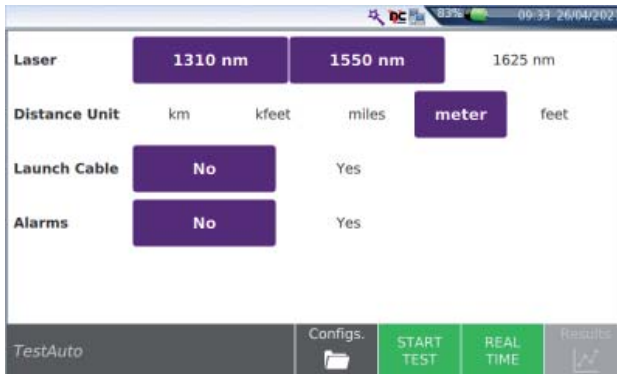 DC 83% 09:33 26/04/202
Laser 1310 nm 1550 nm 1625 nm
Distance Unit km kfeet miles meter feet
Launch Cable No Yes
Alarms No Yes
TestAuto Configs. START TEST REAL TIME Results